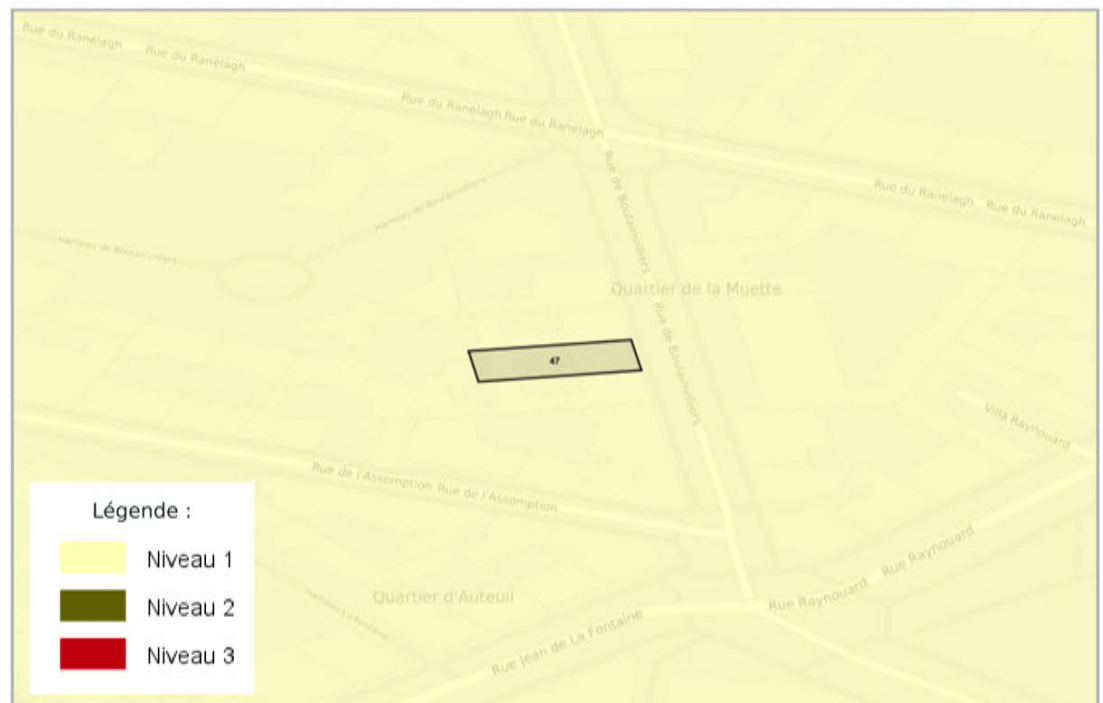 Rue du Ranelagh
Rue du Ranelagh
Rue du Ranelagh
Rue du Ranelagh
Rue du Ranelagh
Rue du Ranelagh
Rue de Boulainvilliers
Hameau de Boulainvilliers
Hameau de Boulainvilliers
Quartier de la Muette
Rue de Boulainvilliers
47
Villa Raynouard
Rue de l'Assomption
Rue de l'Assomption
Rue Raynouard
Rue Raynouard
Quartier d'Auteuil
Hameau La Fontaine
Rue Jean de La Fontaine
Légende :
Niveau 1
Niveau 2
Niveau 3